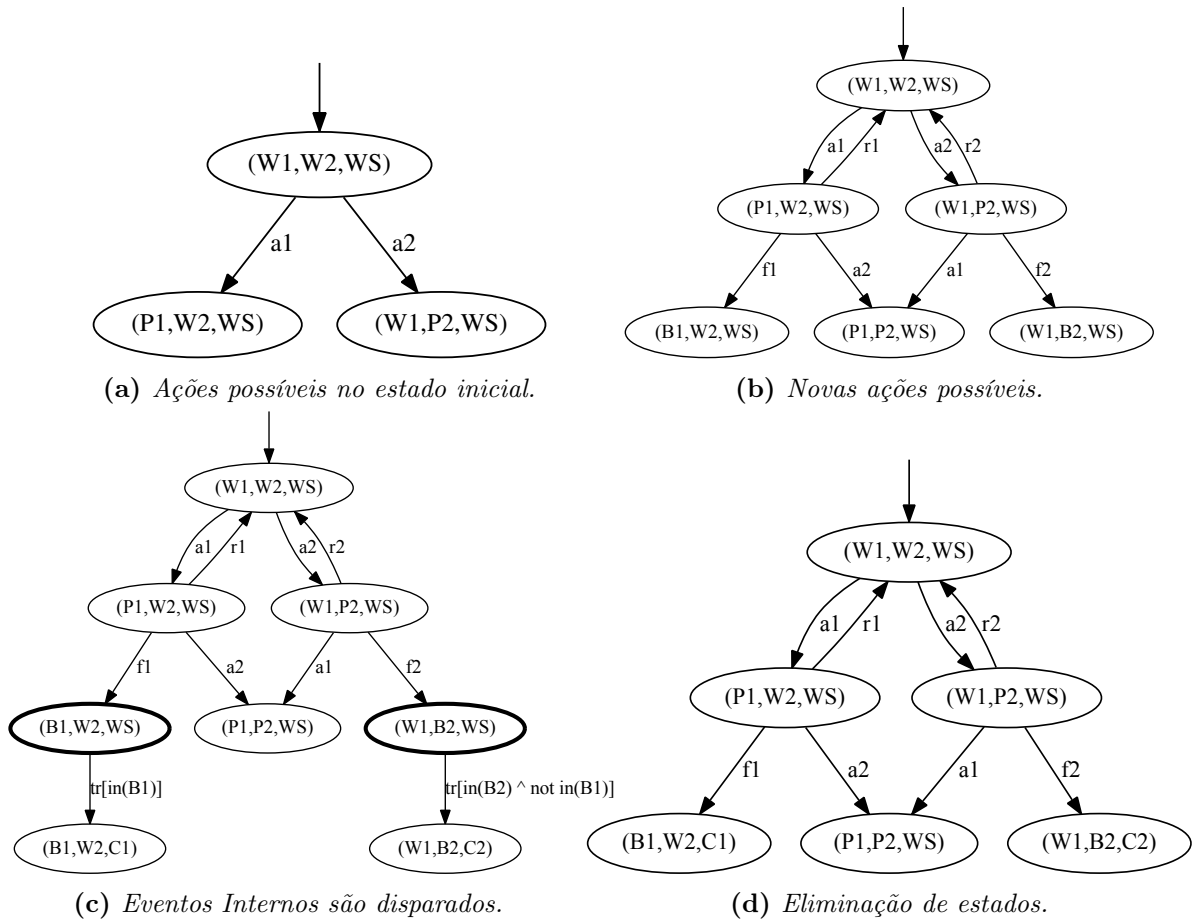 (W1,W2,WS)
a1
a2
(P1,W2,WS)
(W1,P2,WS)
(a) Ações possíveis no estado inicial.
(W1,W2,WS)
a1
r1
a2
r2
(P1,W2,WS)
(W1,P2,WS)
f1
a2
a1
f2
(B1,W2,WS)
(P1,P2,WS)
(W1,B2,WS)
(b) Novas ações possíveis.
(W1,W2,WS)
a1
r1
a2
r2
(P1,W2,WS)
(W1,P2,WS)
f1
a2
a1
f2
(B1,W2,WS)
(P1,P2,WS)
(W1,B2,WS)
tr[in(B1)]
tr[in(B2) ^ not in(B1)]
(B1,W2,C1)
(W1,B2,C2)
(c) Eventos Internos são disparados.
(W1,W2,WS)
a1
r1
a2
r2
(P1,W2,WS)
(W1,P2,WS)
f1
a2
a1
f2
(B1,W2,C1)
(P1,P2,WS)
(W1,B2,C2)
(d) Eliminação de estados.